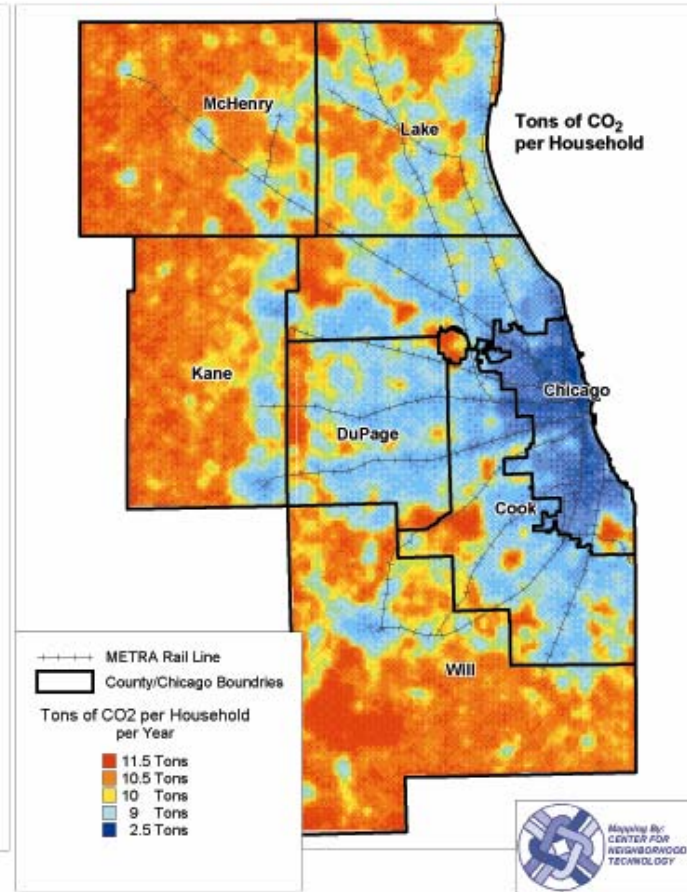 McHenry
Lake
Tons of CO2
per Household
Kane
Chicago
DuPage
Cook
Will
METRA Rail Line
County/Chicago Boundries
Tons of CO2 per Household
per Year
11.5 Tons
10.5 Tons
10 Tons
9 Tons
2.5 Tons
Mapping By:
CENTER FOR
NEIGHBORHOOD
TECHNOLOGY